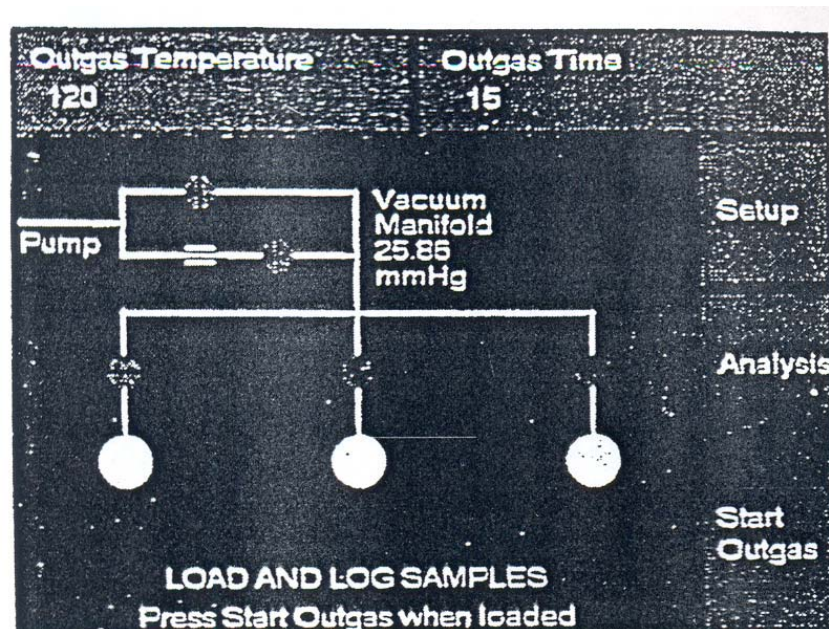 Outgas Temperature
120
Outgas Time
15
Vacuum
Manifold
25.86
mmHg
Pump
Setup
Analysis
Start
Outgas
LOAD AND LOG SAMPLES
Press Start Outgas when loaded